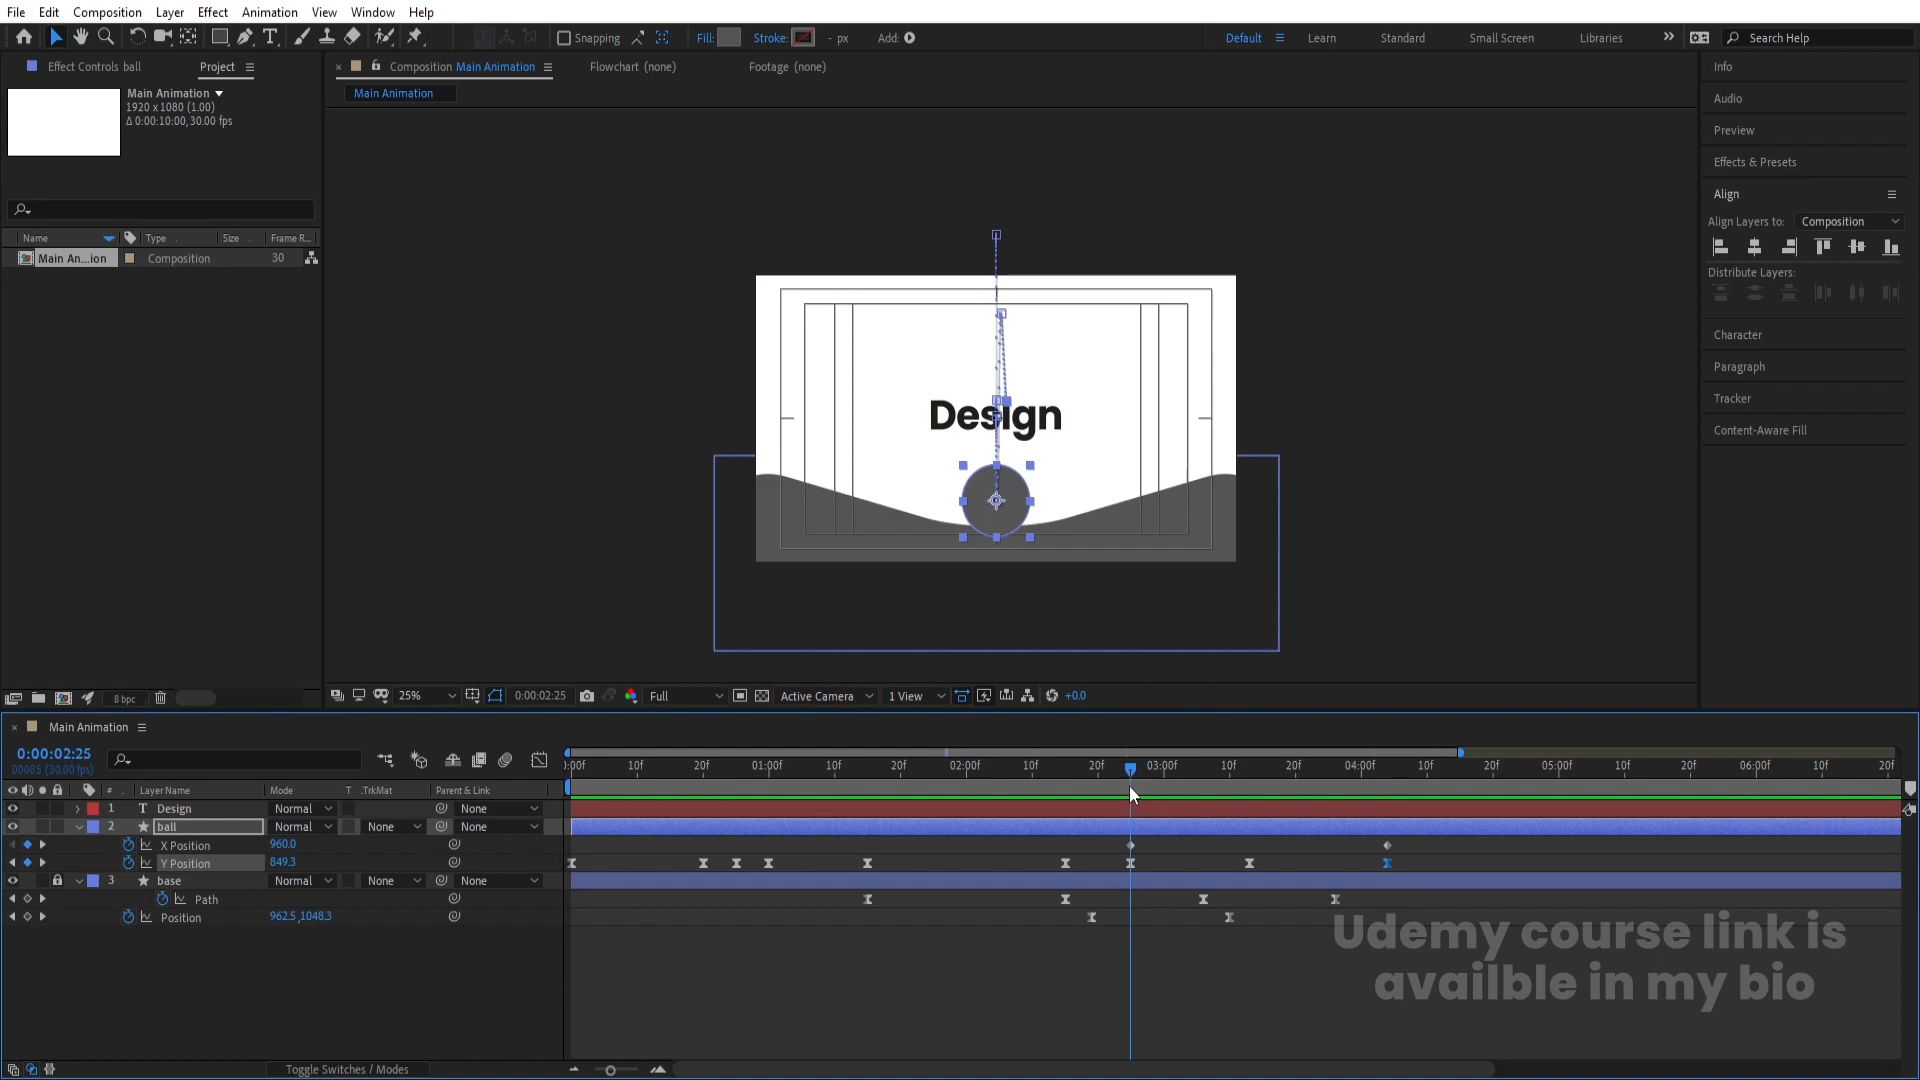 File Edit Composition Layer Effect Animation View Window Help
Snapping Fill: Stroke: - px Add: Default Learn Standard Small Screen Libraries Search Help
Effect Controls ball Project
Composition Main Animation Flowchart (none) Footage (none)
Main Animation
Main Animation
1920 x 1080 (1.00)
Δ 0:00:10:00, 30.00 fps
Name Type Size Frame R...
Main An...ion Composition 30
Info
Audio
Preview
Effects & Presets
Align
Align Layers to: Composition
Distribute Layers:
Character
Paragraph
Tracker
Content-Aware Fill
Design
8 bpc
25% 0:00:02:25 Full Active Camera 1 View +0.0
Main Animation
0:00:02:25
00085 (30.00 fps)
:00f 10f 20f 01:00f 10f 20f 02:00f 10f 20f 03:00f 10f 20f 04:00f 10f 20f 05:00f 10f 20f 06:00f 10f 20f
# Layer Name Mode T .TrkMat Parent & Link
1 T Design Normal None
2 ball Normal None None
X Position 960.0
Y Position 849.3
3 base Normal None None
Path
Position 962.5,1048.3
Udemy course link is
availble in my bio
Toggle Switches / Modes